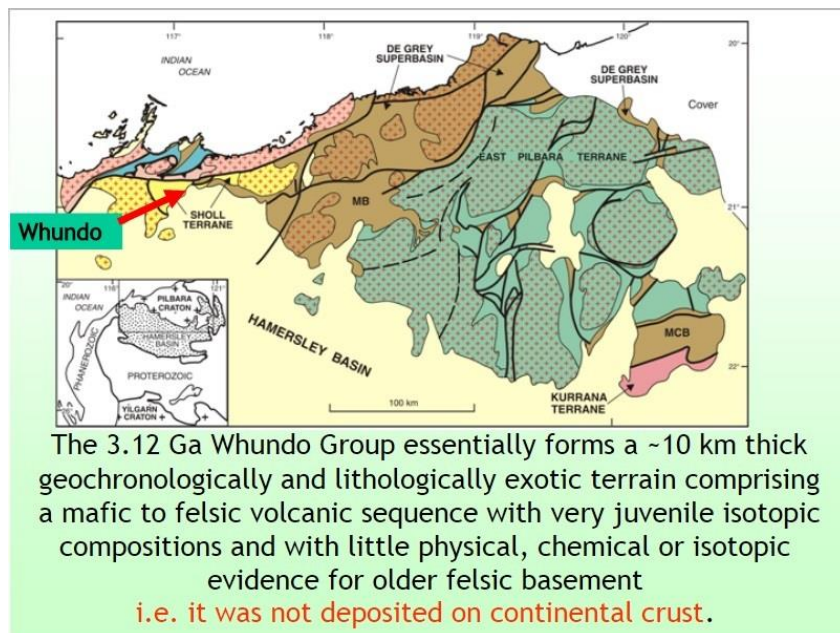 117°
118°
119°
120°
20°
INDIAN
OCEAN
DE GREY
SUPERBASIN
DE GREY
SUPERBASIN
Cover
EAST PILBARA TERRANE
MB
21°
SHOLL
TERRANE
Whundo
HAMERSLEY BASIN
MCB
22°
KURRANA
TERRANE
100 km
20°
116°
121°
INDIAN
OCEAN
PILBARA
CRATON
HAMERSLEY
BASIN
PHANEROZOIC
PROTEROZOIC
YILGARN
CRATON
The 3.12 Ga Whundo Group essentially forms a ~10 km thick
geochronologically and lithologically exotic terrain comprising
a mafic to felsic volcanic sequence with very juvenile isotopic
compositions and with little physical, chemical or isotopic
evidence for older felsic basement
i.e. it was not deposited on continental crust.